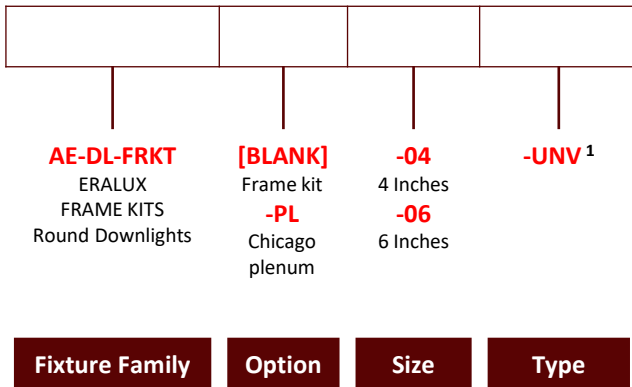 AE-DL-FRKT
ERALUX
FRAME KITS
Round Downlights
[BLANK]
Frame kit
-PL
Chicago
plenum
-04
4 Inches
-06
6 Inches
-UNV 1
Fixture Family
Option
Size
Type